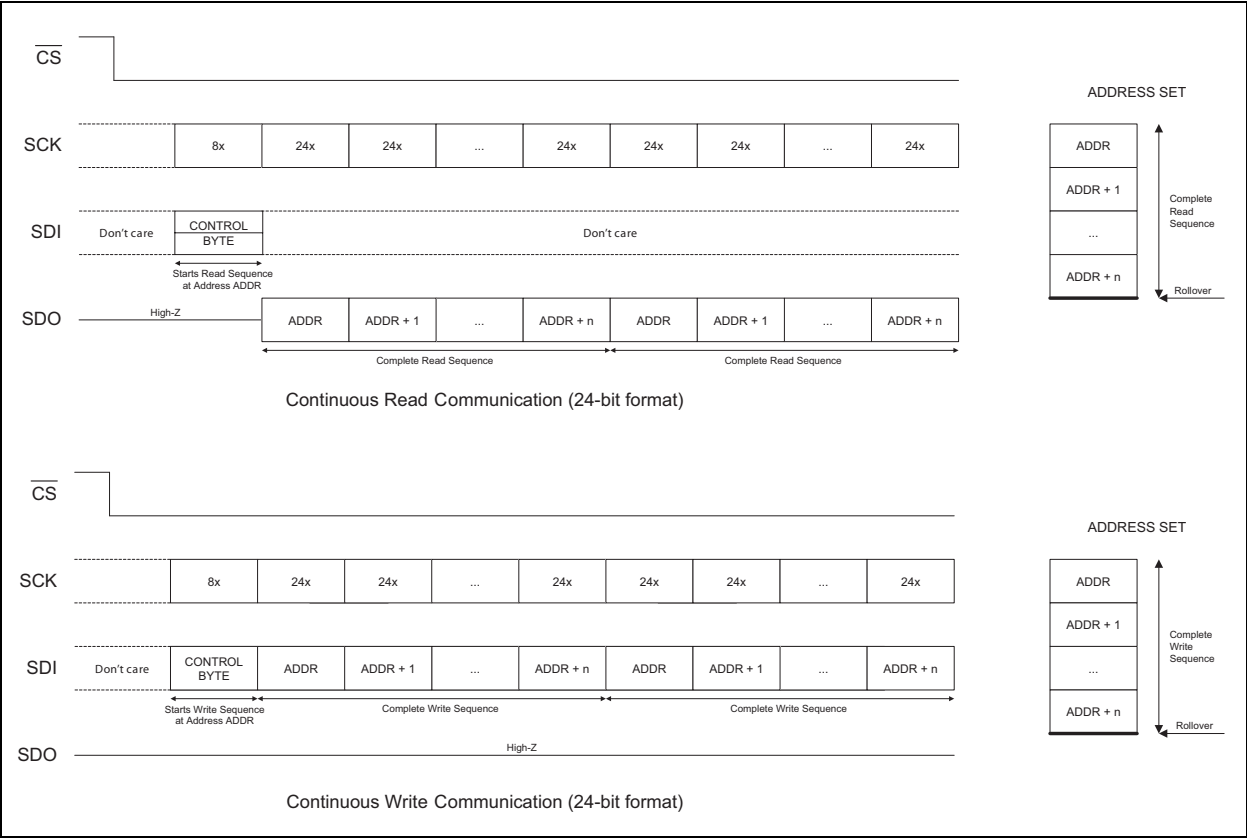 CS
ADDRESS SET
SCK
8x 24x 24x ... 24x 24x 24x ... 24x
ADDR
ADDR + 1
...
ADDR + n
Complete
Read
Sequence
Rollover
SDI
Don't care
CONTROL
BYTE
Don't care
Starts Read Sequence
at Address ADDR
SDO
High-Z
ADDR ADDR + 1 ... ADDR + n ADDR ADDR + 1 ... ADDR + n
Complete Read Sequence Complete Read Sequence
Continuous Read Communication (24-bit format)
CS
ADDRESS SET
SCK
8x 24x 24x ... 24x 24x 24x ... 24x
ADDR
ADDR + 1
...
ADDR + n
Complete
Write
Sequence
Rollover
SDI
Don't care
CONTROL
BYTE
ADDR ADDR + 1 ... ADDR + n ADDR ADDR + 1 ... ADDR + n
Starts Write Sequence
at Address ADDR
Complete Write Sequence Complete Write Sequence
SDO
High-Z
Continuous Write Communication (24-bit format)